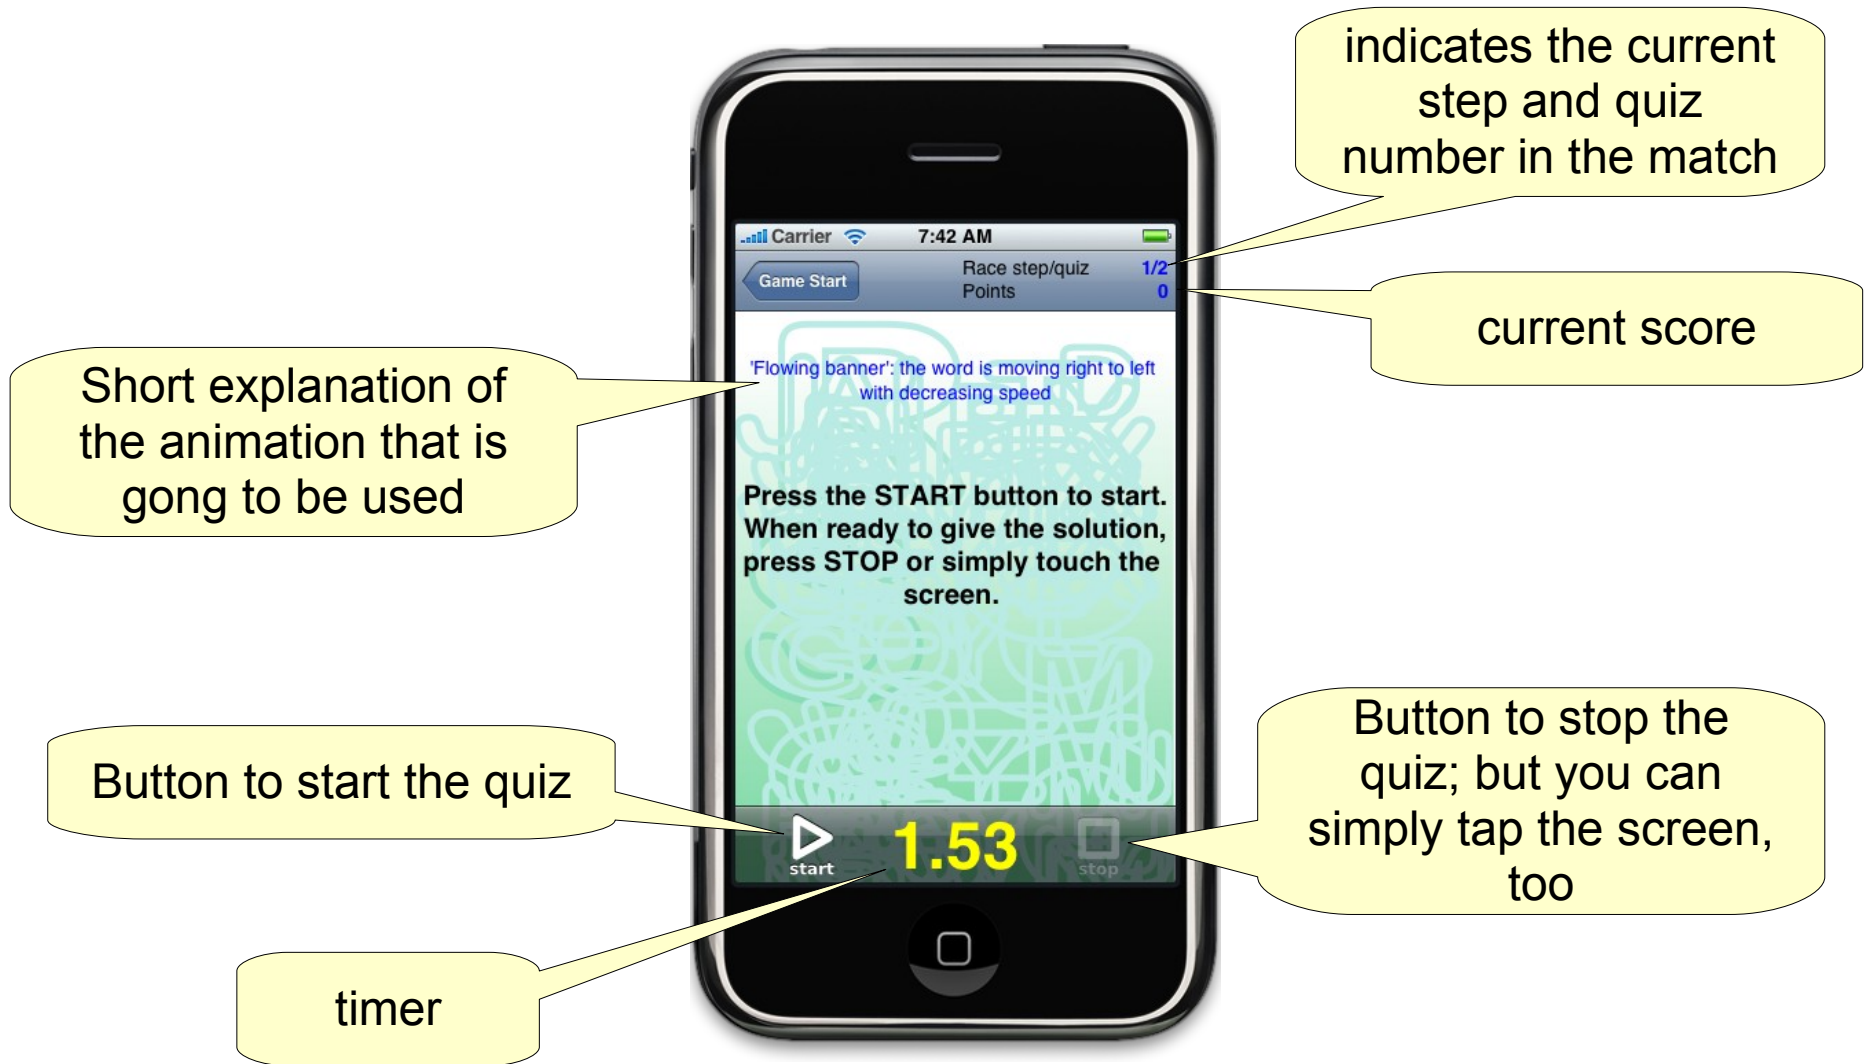 indicates the current
step and quiz
number in the match
Carrier 7:42 AM
Game Start
Race step/quiz 1/2
Points 0
current score
'Flowing banner': the word is moving right to left
with decreasing speed
Short explanation of
the animation that is
gong to be used
Press the START button to start.
When ready to give the solution,
press STOP or simply touch the
screen.
Button to start the quiz
Button to stop the
quiz; but you can
simply tap the screen,
too
start
1.53
stop
timer